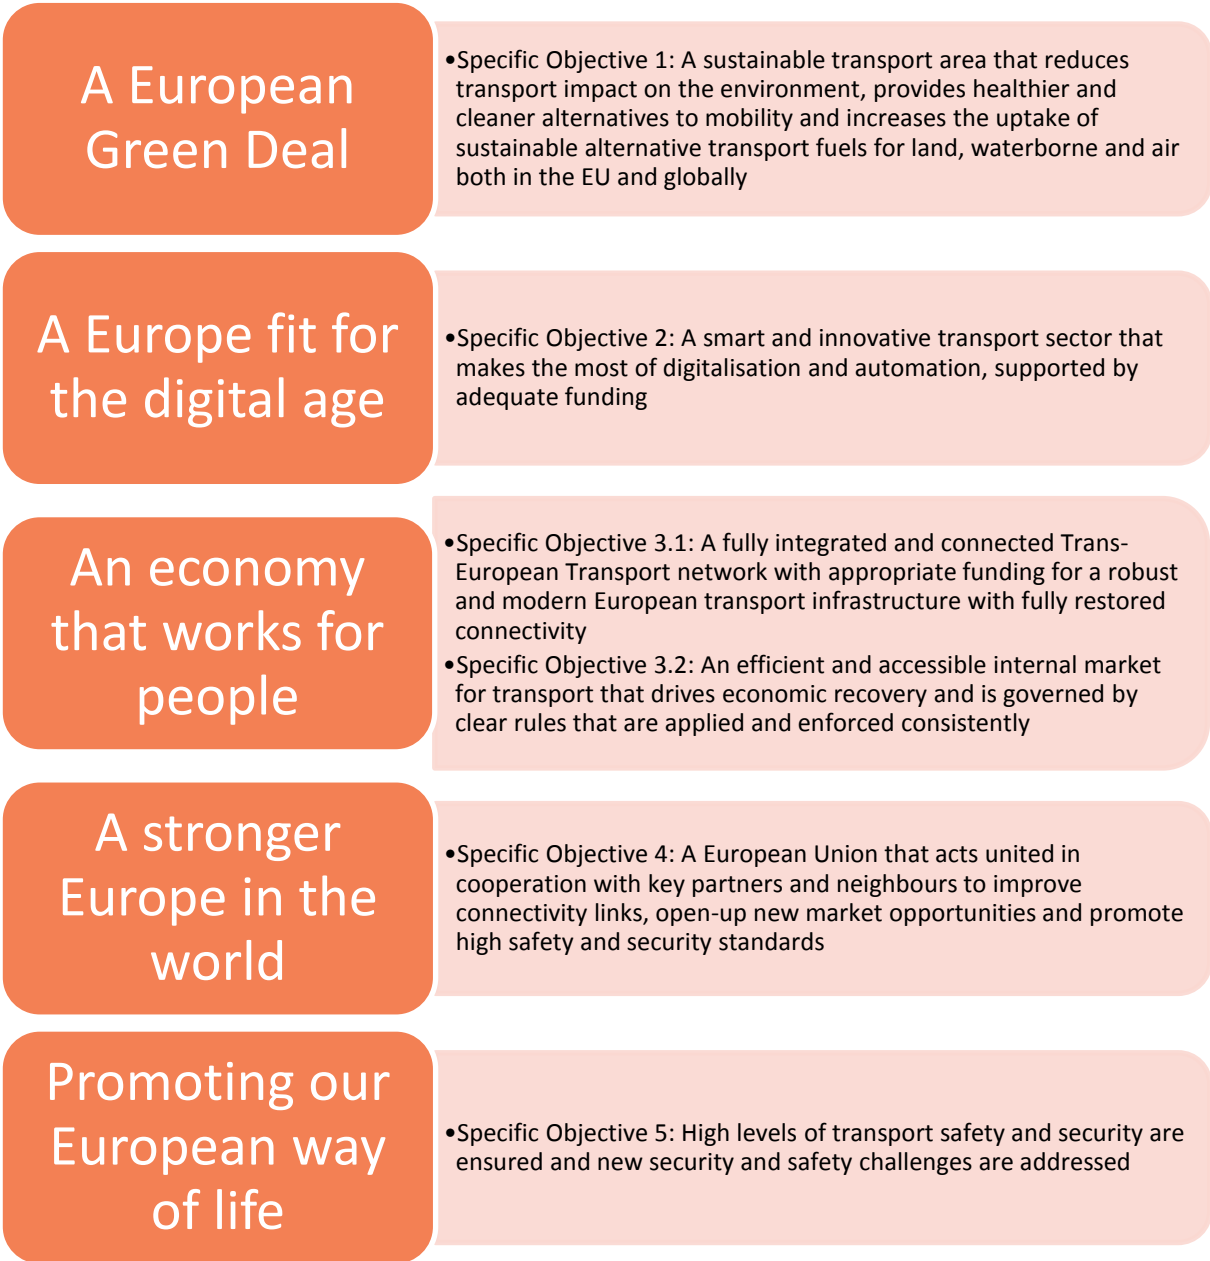 A European
Green Deal
•Specific Objective 1: A sustainable transport area that reduces
transport impact on the environment, provides healthier and
cleaner alternatives to mobility and increases the uptake of
sustainable alternative transport fuels for land, waterborne and air
both in the EU and globally
A Europe fit for
the digital age
•Specific Objective 2: A smart and innovative transport sector that
makes the most of digitalisation and automation, supported by
adequate funding
An economy
that works for
people
•Specific Objective 3.1: A fully integrated and connected Trans-
European Transport network with appropriate funding for a robust
and modern European transport infrastructure with fully restored
connectivity
•Specific Objective 3.2: An efficient and accessible internal market
for transport that drives economic recovery and is governed by
clear rules that are applied and enforced consistently
A stronger
Europe in the
world
•Specific Objective 4: A European Union that acts united in
cooperation with key partners and neighbours to improve
connectivity links, open-up new market opportunities and promote
high safety and security standards
Promoting our
European way
of life
•Specific Objective 5: High levels of transport safety and security are
ensured and new security and safety challenges are addressed